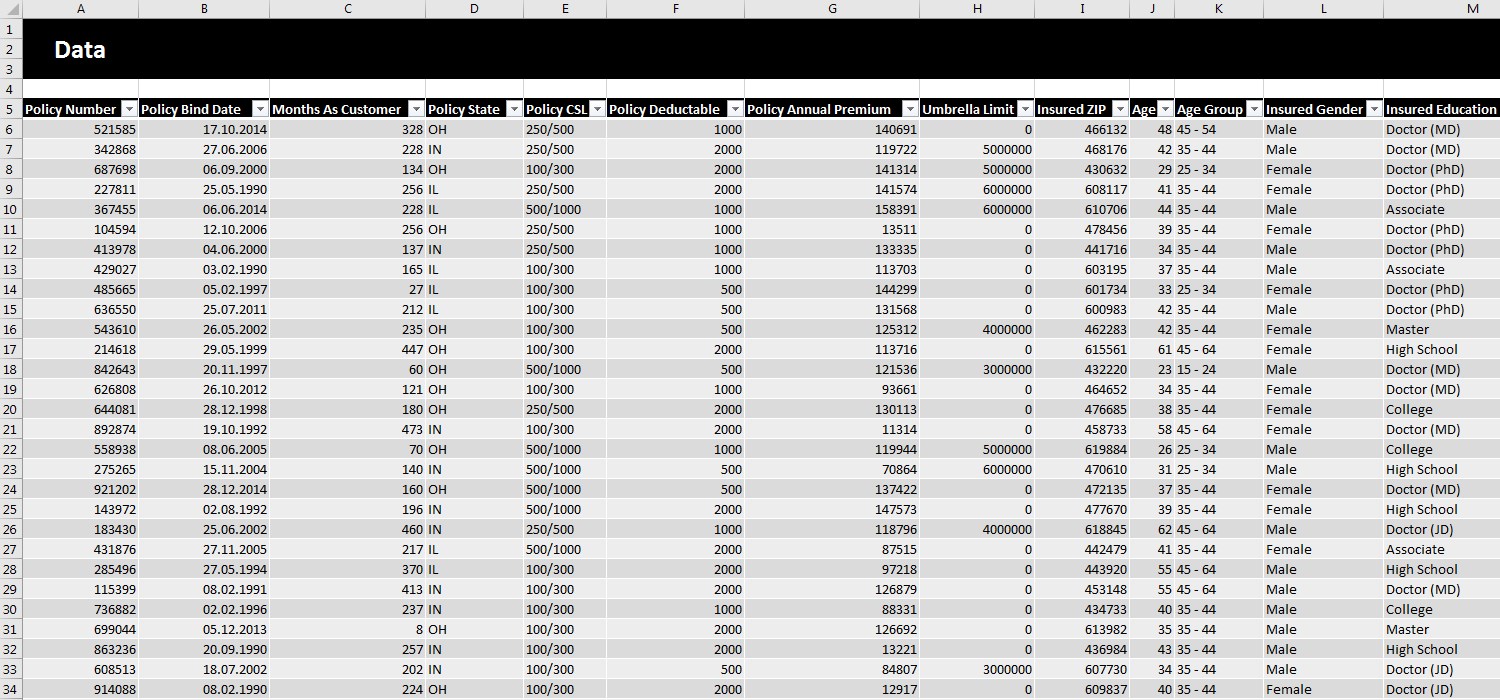 A B C D E F G H I J K L M
1
2 Data
3
4
5 Policy Number Policy Bind Date Months As Customer Policy State Policy CSL Policy Deductable Policy Annual Premium Umbrella Limit Insured ZIP Age Age Group Insured Gender Insured Education
6 521585 17.10.2014 328 OH 250/500 1000 140691 0 466132 48 45 - 54 Male Doctor (MD)
7 342868 27.06.2006 228 IN 250/500 2000 119722 5000000 468176 42 35 - 44 Male Doctor (MD)
8 687698 06.09.2000 134 OH 100/300 2000 141314 5000000 430632 29 25 - 34 Female Doctor (PhD)
9 227811 25.05.1990 256 IL 250/500 2000 141574 6000000 608117 41 35 - 44 Female Doctor (PhD)
10 367455 06.06.2014 228 IL 500/1000 1000 158391 6000000 610706 44 35 - 44 Male Associate
11 104594 12.10.2006 256 OH 250/500 1000 13511 0 478456 39 35 - 44 Female Doctor (PhD)
12 413978 04.06.2000 137 IN 250/500 1000 133335 0 441716 34 35 - 44 Male Doctor (PhD)
13 429027 03.02.1990 165 IL 100/300 1000 113703 0 603195 37 35 - 44 Male Associate
14 485665 05.02.1997 27 IL 100/300 500 144299 0 601734 33 25 - 34 Female Doctor (PhD)
15 636550 25.07.2011 212 IL 100/300 500 131568 0 600983 42 35 - 44 Male Doctor (PhD)
16 543610 26.05.2002 235 OH 100/300 500 125312 4000000 462283 42 35 - 44 Female Master
17 214618 29.05.1999 447 OH 100/300 2000 113716 0 615561 61 45 - 64 Female High School
18 842643 20.11.1997 60 OH 500/1000 500 121536 3000000 432220 23 15 - 24 Male Doctor (MD)
19 626808 26.10.2012 121 OH 100/300 1000 93661 0 464652 34 35 - 44 Female Doctor (MD)
20 644081 28.12.1998 180 OH 250/500 2000 130113 0 476685 38 35 - 44 Female College
21 892874 19.10.1992 473 IN 100/300 2000 11314 0 458733 58 45 - 64 Female Doctor (MD)
22 558938 08.06.2005 70 OH 500/1000 1000 119944 5000000 619884 26 25 - 34 Male College
23 275265 15.11.2004 140 IN 500/1000 500 70864 6000000 470610 31 25 - 34 Male High School
24 921202 28.12.2014 160 OH 500/1000 500 137422 0 472135 37 35 - 44 Female Doctor (MD)
25 143972 02.08.1992 196 IN 500/1000 2000 147573 0 477670 39 35 - 44 Female High School
26 183430 25.06.2002 460 IN 250/500 1000 118796 4000000 618845 62 45 - 64 Male Doctor (JD)
27 431876 27.11.2005 217 IL 500/1000 2000 87515 0 442479 41 35 - 44 Female Associate
28 285496 27.05.1994 370 IL 100/300 2000 97218 0 443920 55 45 - 64 Male High School
29 115399 08.02.1991 413 IN 100/300 2000 126879 0 453148 55 45 - 64 Male Doctor (MD)
30 736882 02.02.1996 237 IN 100/300 1000 88331 0 434733 40 35 - 44 Male College
31 699044 05.12.2013 8 OH 100/300 2000 126692 0 613982 35 35 - 44 Male Master
32 863236 20.09.1990 257 IN 100/300 2000 13221 0 436984 43 35 - 44 Male High School
33 608513 18.07.2002 202 IN 100/300 500 84807 3000000 607730 34 35 - 44 Male Doctor (JD)
34 914088 08.02.1990 224 OH 100/300 2000 12917 0 609837 40 35 - 44 Female Doctor (JD)